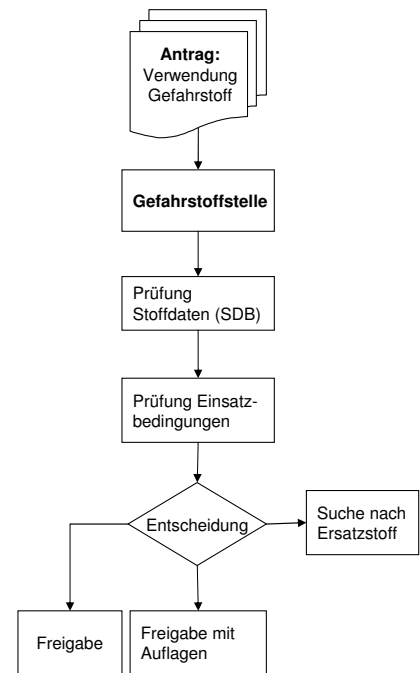 Antrag:
Verwendung
Gefahrstoff
Gefahrstoffstelle
Prüfung
Stoffdaten (SDB)
Prüfung Einsatz-
bedingungen
Entscheidung
Suche nach
Ersatzstoff
Freigabe
Freigabe mit
Auflagen